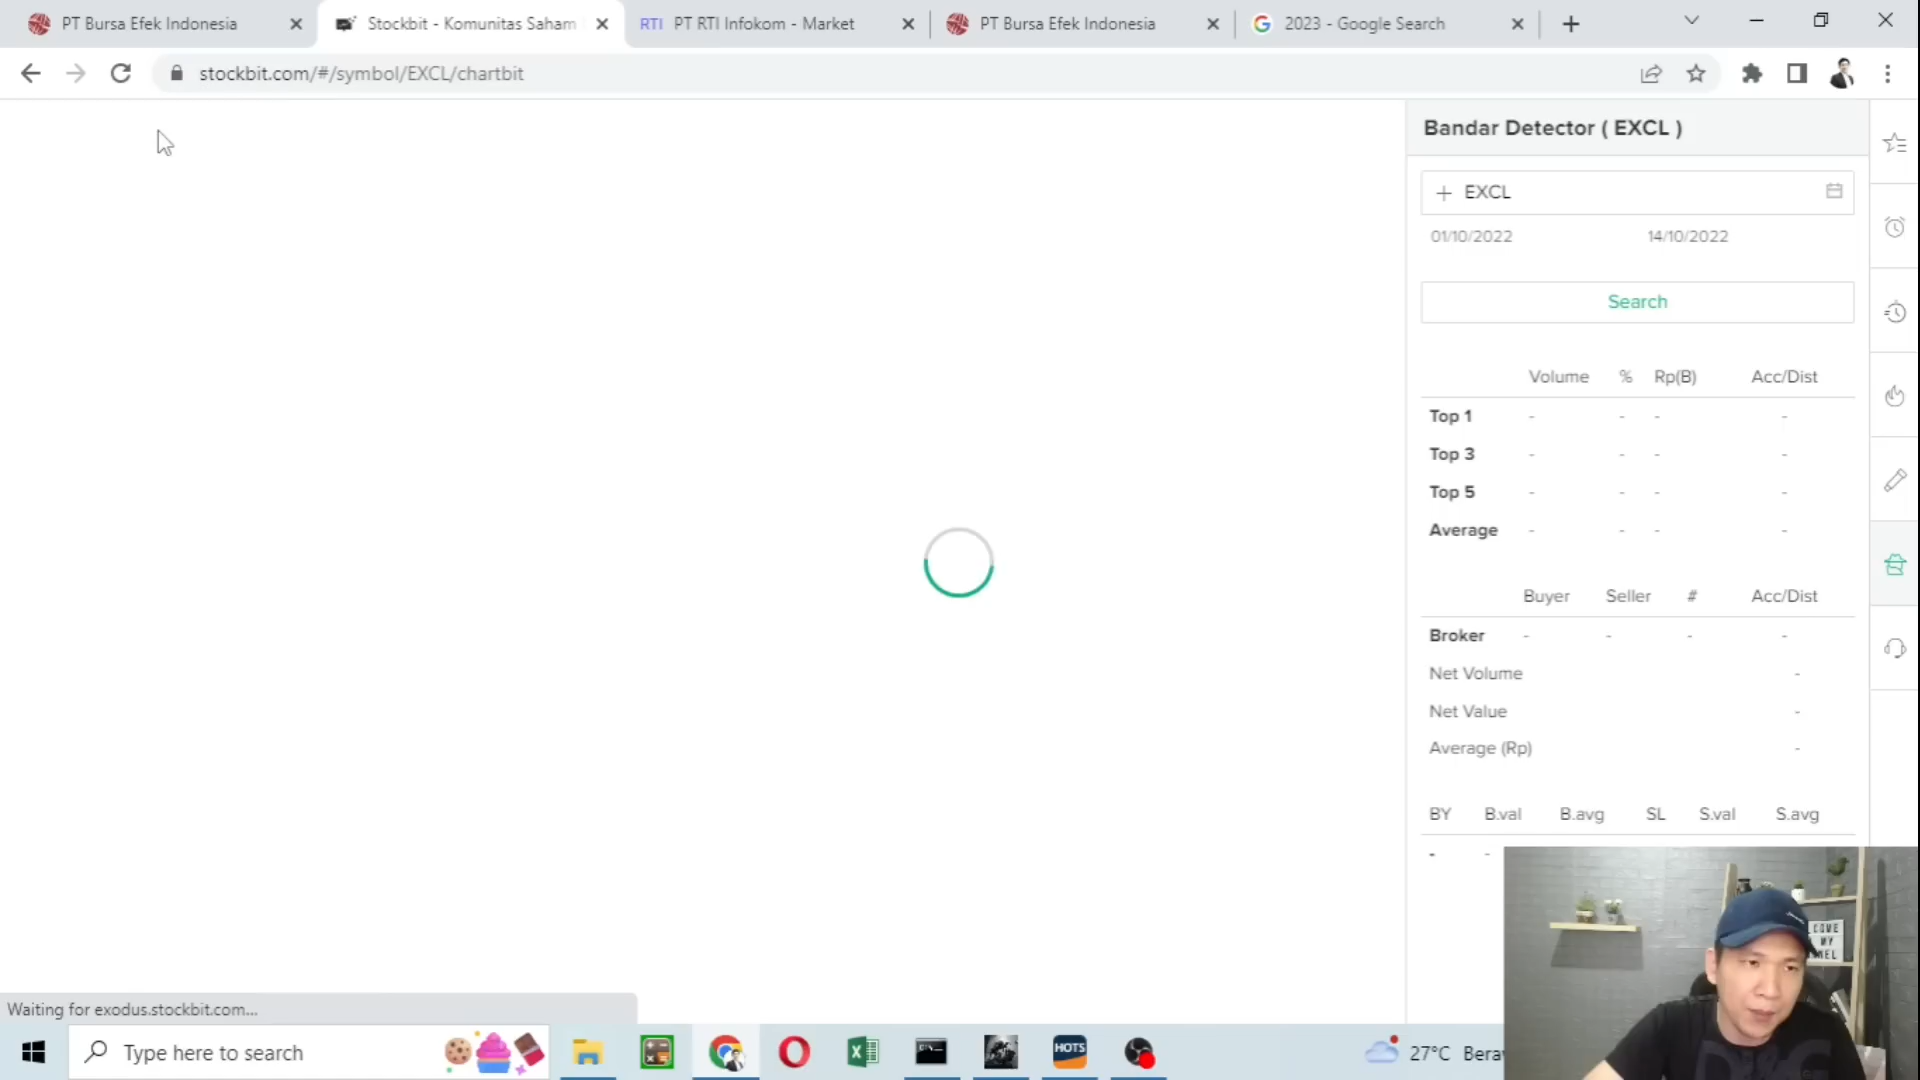 PT Bursa Efek Indonesia
Stockbit - Komunitas Saham
RTI PT RTI Infokom - Market
PT Bursa Efek Indonesia
2023 - Google Search
stockbit.com/#/symbol/EXCL/chartbit
Bandar Detector ( EXCL )
+ EXCL
01/10/2022 14/10/2022
Search
Volume % Rp(B) Acc/Dist
Top 1 - - - -
Top 3 - - - -
Top 5 - - - -
Average - - - -
Buyer Seller # Acc/Dist
Broker - - - -
Net Volume -
Net Value -
Average (Rp) -
BY B.val B.avg SL S.val S.avg
- -
Waiting for exodus.stockbit.com...
Type here to search
HOTS
27°C Bera